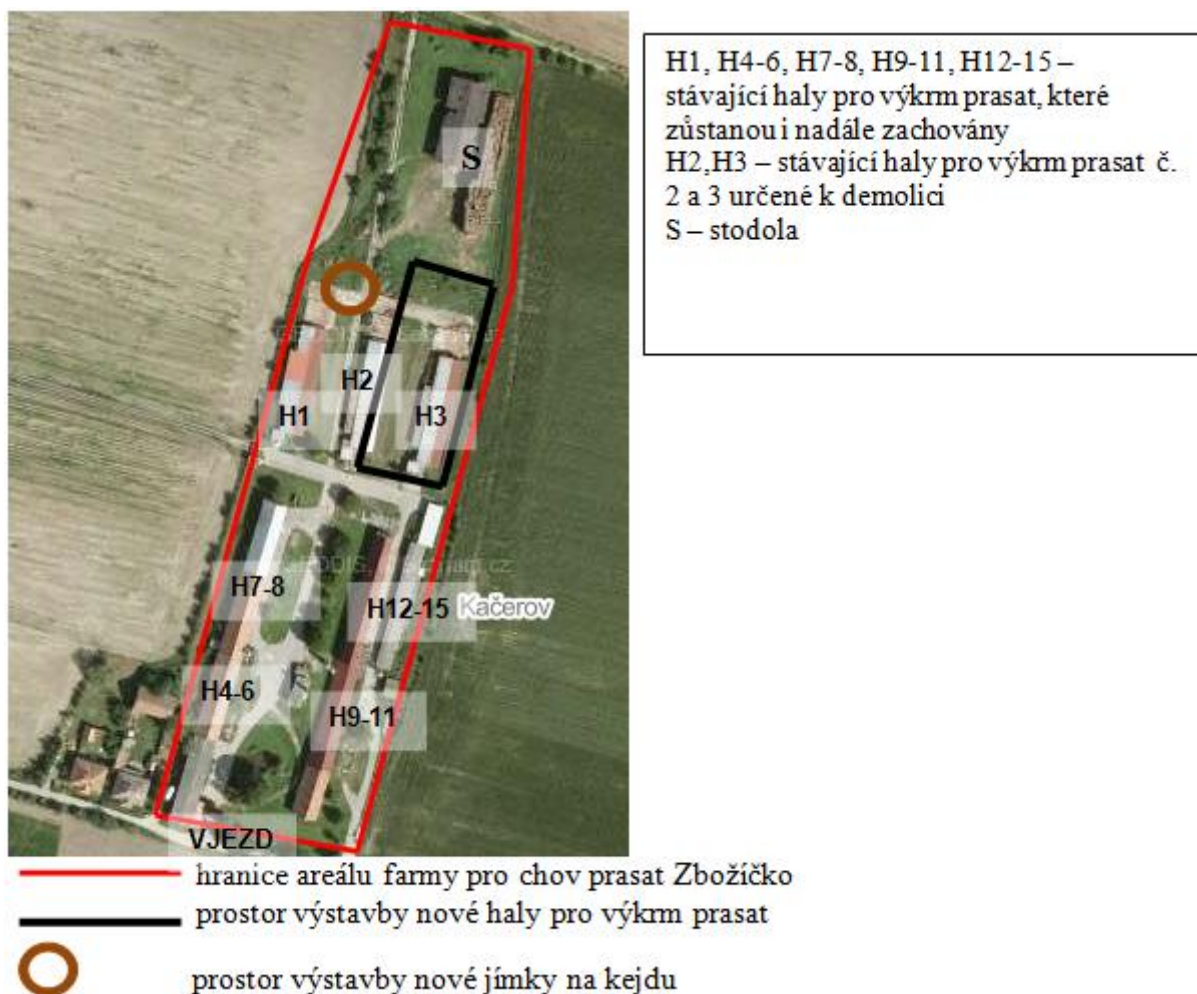 H1, H4-6, H7-8, H9-11, H12-15 –
stávající haly pro výkrm prasat, které
zůstanou i nadále zachovány
H2,H3 – stávající haly pro výkrm prasat č.
2 a 3 určené k demolici
S – stodola
S
H2
H1
H3
H7-8
H12-15
Kačerov
H4-6
H9-11
VJEZD
hranice areálu farmy pro chov prasat Zbožíčko
prostor výstavby nové haly pro výkrm prasat
prostor výstavby nové jímky na kejdu